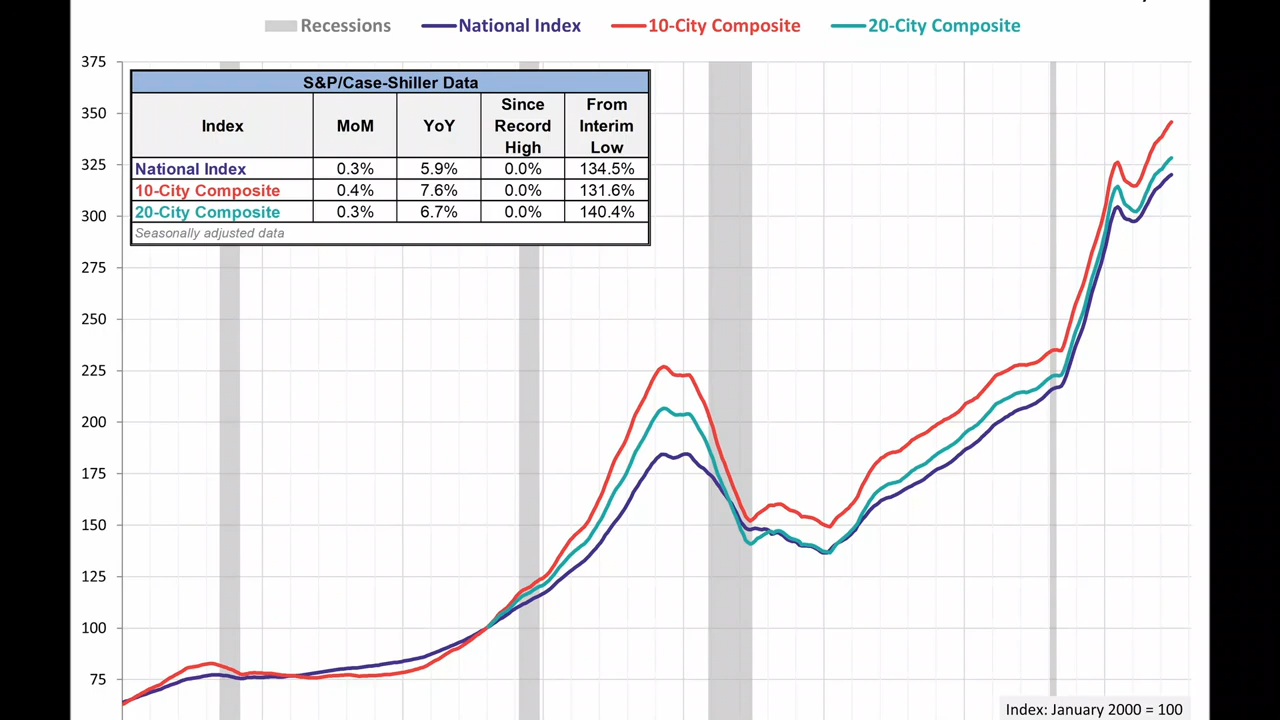 Recessions National Index 10-City Composite 20-City Composite
375
350
325
300
275
250
225
200
175
150
125
100
75
S&P/Case-Shiller Data
Index MoM YoY Since Record High From Interim Low
National Index 0.3% 5.9% 0.0% 134.5%
10-City Composite 0.4% 7.6% 0.0% 131.6%
20-City Composite 0.3% 6.7% 0.0% 140.4%
Seasonally adjusted data
Index: January 2000 = 100